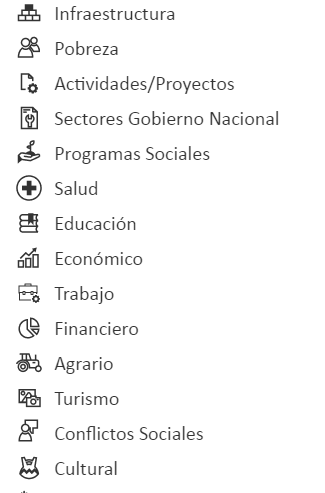 Infraestructura
Pobreza
Actividades/Proyectos
Sectores Gobierno Nacional
Programas Sociales
Salud
Educación
Económico
Trabajo
Financiero
Agrario
Turismo
Conflictos Sociales
Cultural